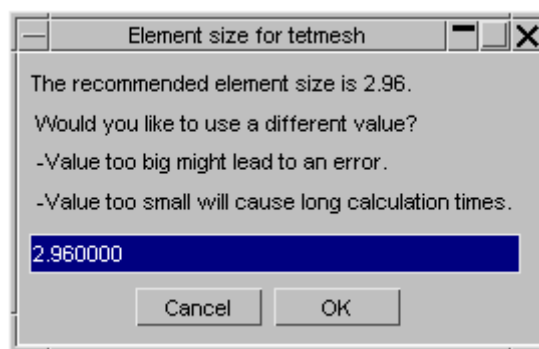 Element size for tetmesh
The recommended element size is 2.96.
Would you like to use a different value?
-Value too big might lead to an error.
-Value too small will cause long calculation times.
2.960000
Cancel OK